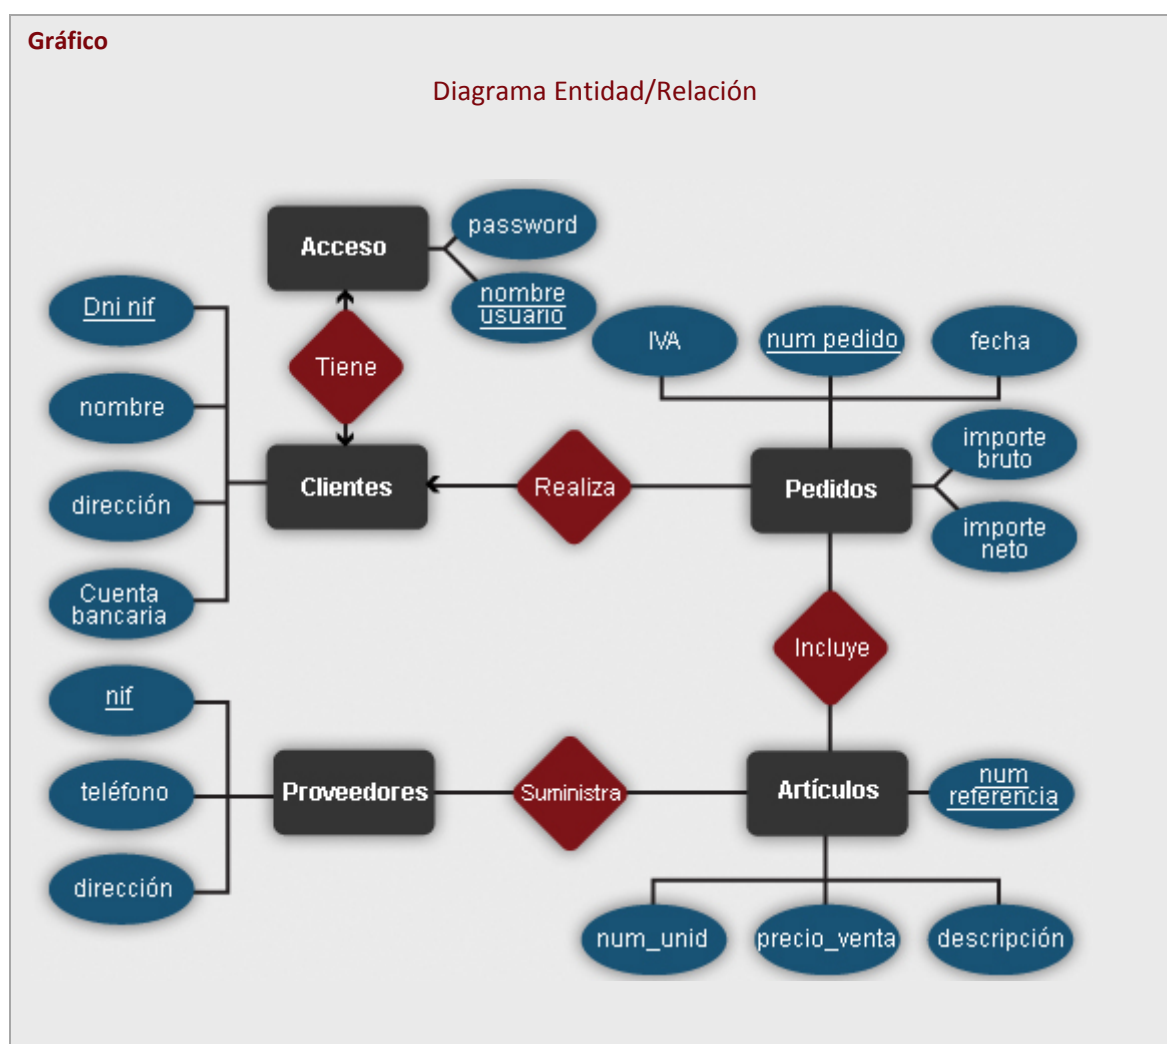 Gráfico
Diagrama Entidad/Relación
Acceso
password
nombre
usuario
Dni nif
Tiene
IVA
num pedido
fecha
nombre
importe
bruto
Clientes
Realiza
Pedidos
dirección
importe
neto
Cuenta
bancaria
Incluye
nif
teléfono
Proveedores
Suministra
Artículos
num
referencia
dirección
num_unid
precio_venta
descripción